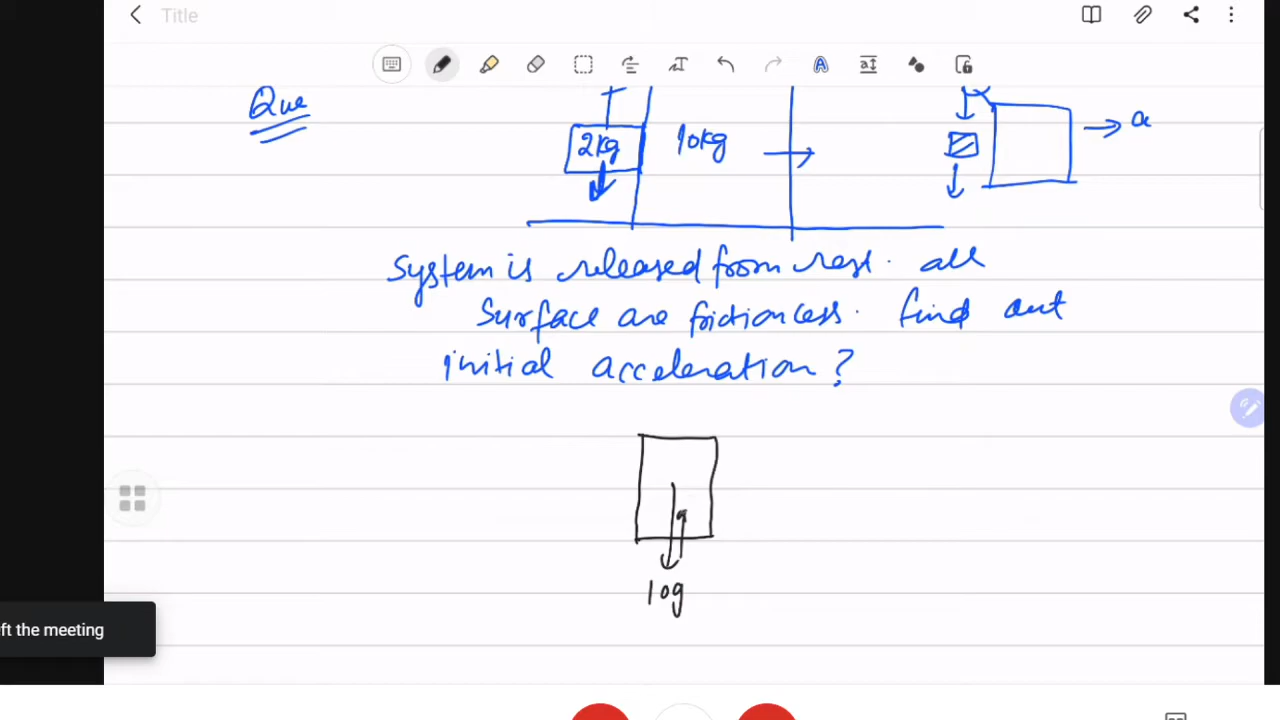 Title
Que
2kg 10kg a
System is released from rest. all
surface are frictionless. find out
initial acceleration?
10g
ft the meeting